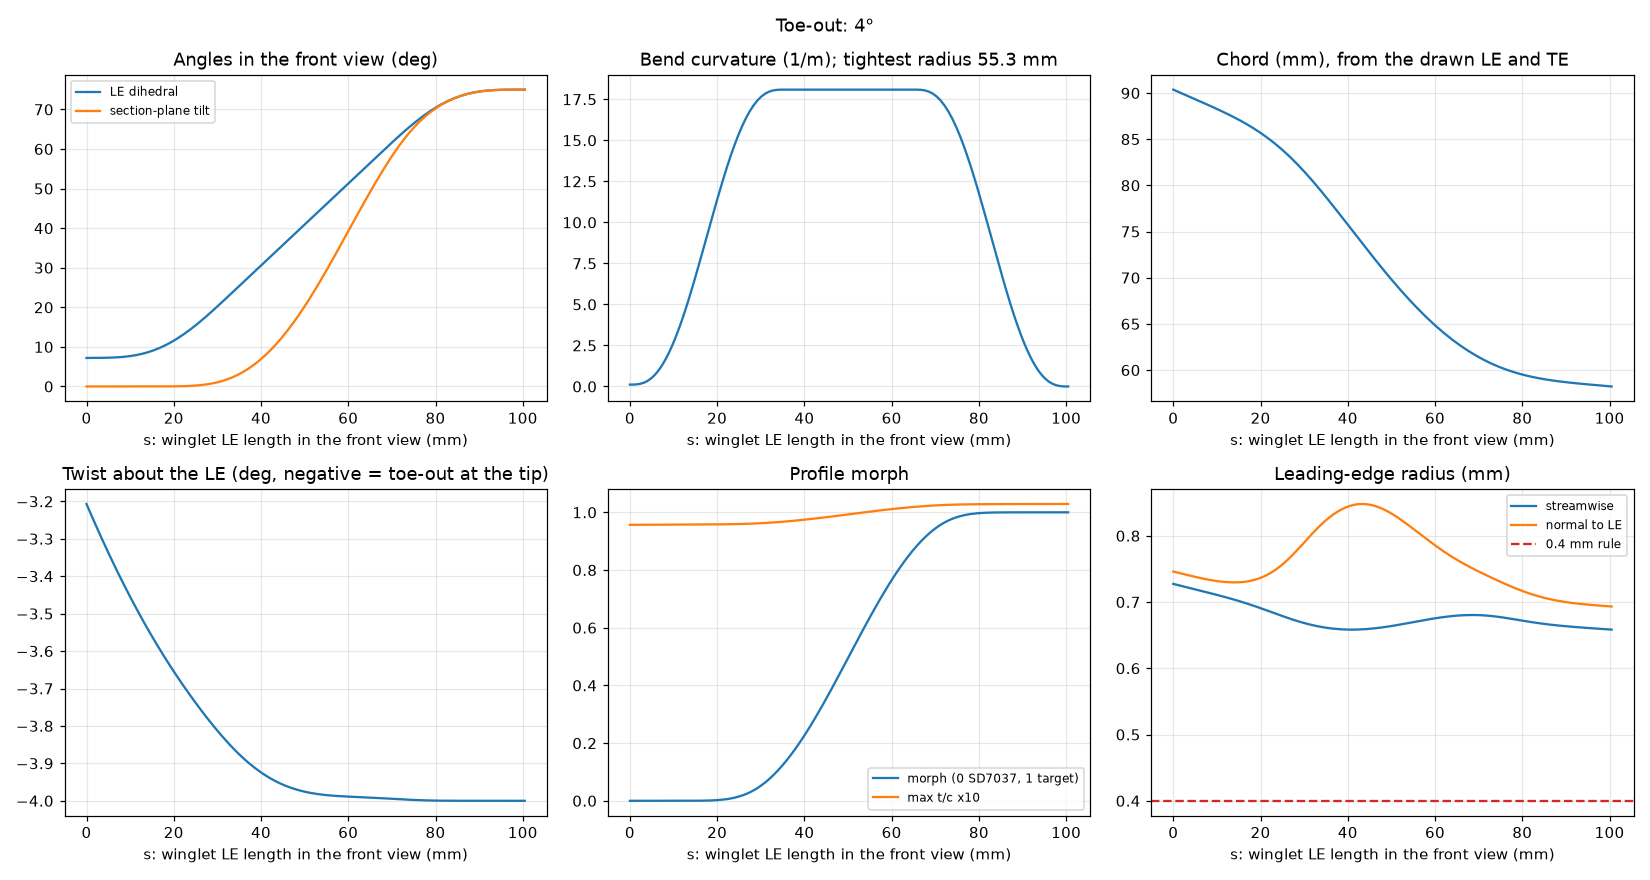 Toe-out: 4°
Angles in the front view (deg)
LE dihedral
section-plane tilt
70
60
50
40
30
20
10
0
0 20 40 60 80 100
s: winglet LE length in the front view (mm)
Bend curvature (1/m); tightest radius 55.3 mm
17.5
15.0
12.5
10.0
7.5
5.0
2.5
0.0
0 20 40 60 80 100
s: winglet LE length in the front view (mm)
Chord (mm), from the drawn LE and TE
90
85
80
75
70
65
60
0 20 40 60 80 100
s: winglet LE length in the front view (mm)
Twist about the LE (deg, negative = toe-out at the tip)
−3.2
−3.3
−3.4
−3.5
−3.6
−3.7
−3.8
−3.9
−4.0
0 20 40 60 80 100
s: winglet LE length in the front view (mm)
Profile morph
1.0
0.8
0.6
0.4
0.2
0.0
morph (0 SD7037, 1 target)
max t/c x10
0 20 40 60 80 100
s: winglet LE length in the front view (mm)
Leading-edge radius (mm)
streamwise
normal to LE
0.4 mm rule
0.8
0.7
0.6
0.5
0.4
0 20 40 60 80 100
s: winglet LE length in the front view (mm)